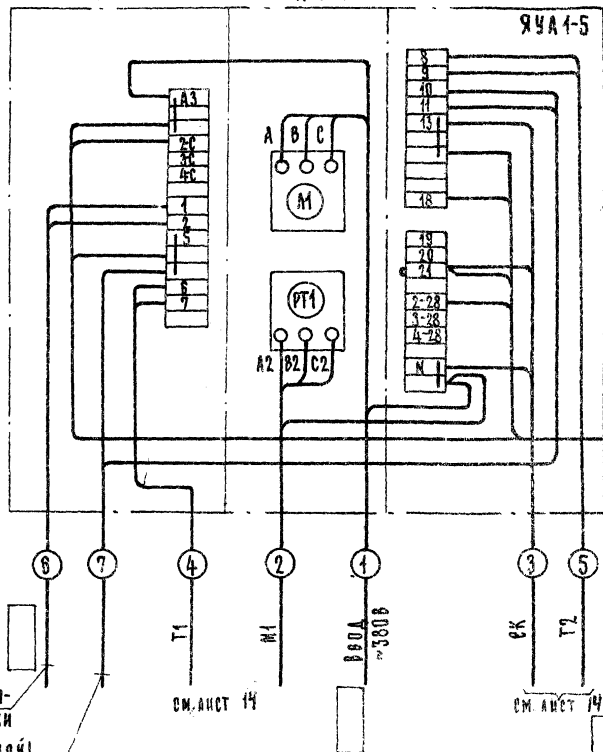 ЯУА1-5
8
9
10
11
13
18
19
20
21
2-28
3-28
4-28
N
А3
2С
3С
4С
1
2
5
6
7
А В С
Л1
РТ1
А2 В2 С2
6 7 4 2 1 3 5
Т1
М1
ВВОД
~380В
СК
Т2
СМ. ЛИСТ 14
СМ. ЛИСТ 14